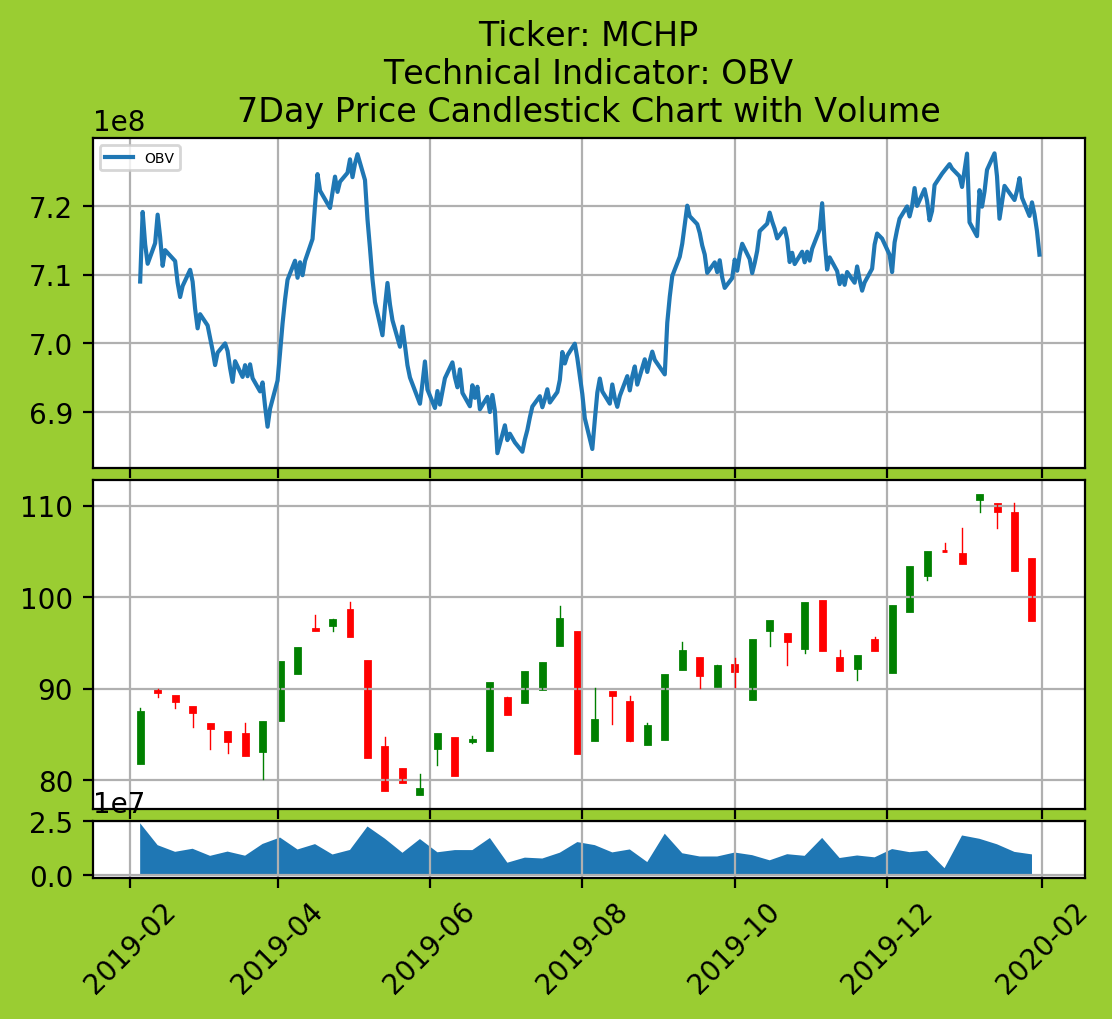 Ticker: MCHP
Technical Indicator: OBV
7Day Price Candlestick Chart with Volume
1e8
OBV
7.2
7.1
7.0
6.9
110
100
90
80
1e7
2.5
0.0
2019-02
2019-04
2019-06
2019-08
2019-10
2019-12
2020-02